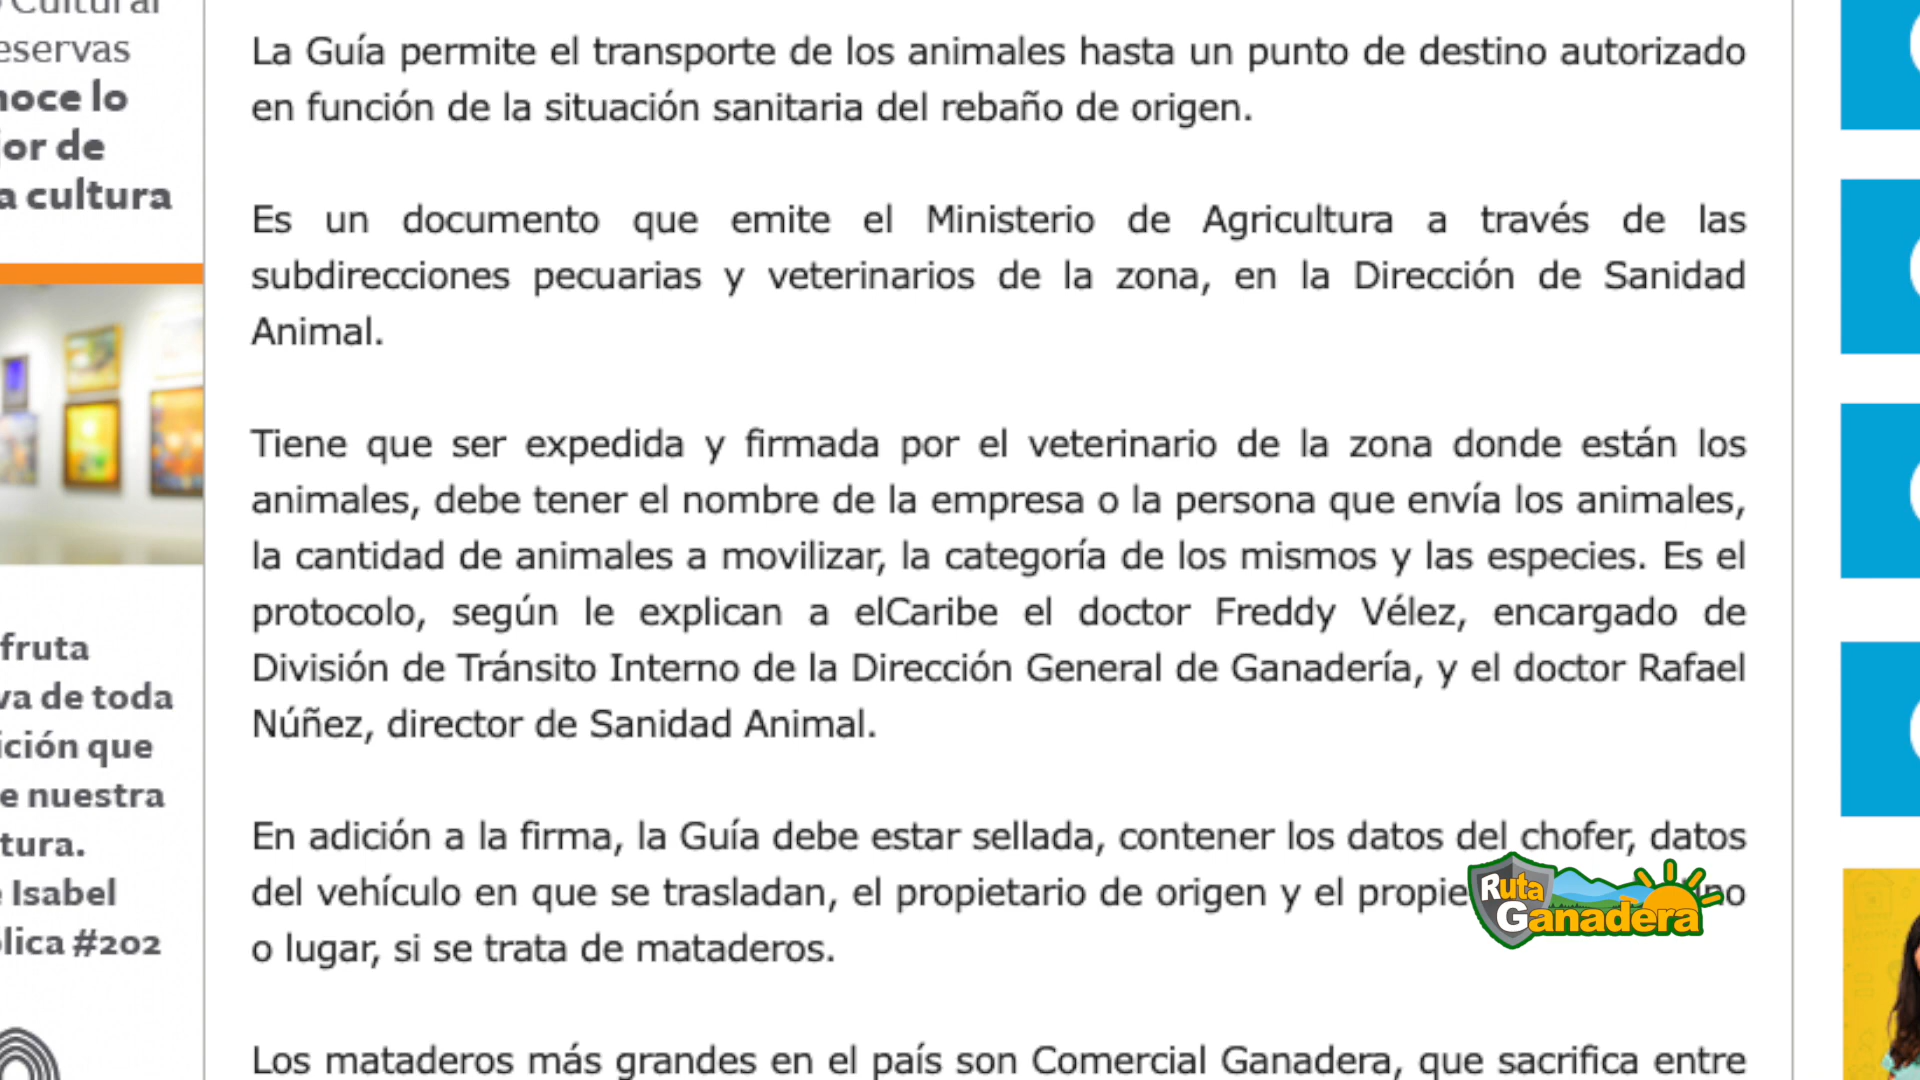 o Cultural
eservas
noce lo
jor de
a cultura
fruta
va de toda
ición que
e nuestra
tura.
e Isabel
lica #202
La Guía permite el transporte de los animales hasta un punto de destino autorizado
en función de la situación sanitaria del rebaño de origen.
Es un documento que emite el Ministerio de Agricultura a través de las
subdirecciones pecuarias y veterinarios de la zona, en la Dirección de Sanidad
Animal.
Tiene que ser expedida y firmada por el veterinario de la zona donde están los
animales, debe tener el nombre de la empresa o la persona que envía los animales,
la cantidad de animales a movilizar, la categoría de los mismos y las especies. Es el
protocolo, según le explican a elCaribe el doctor Freddy Vélez, encargado de
División de Tránsito Interno de la Dirección General de Ganadería, y el doctor Rafael
Núñez, director de Sanidad Animal.
En adición a la firma, la Guía debe estar sellada, contener los datos del chofer, datos
del vehículo en que se trasladan, el propietario de origen y el propie no
o lugar, si se trata de mataderos.
Los mataderos más grandes en el país son Comercial Ganadera, que sacrifica entre
Ruta
Ganadera